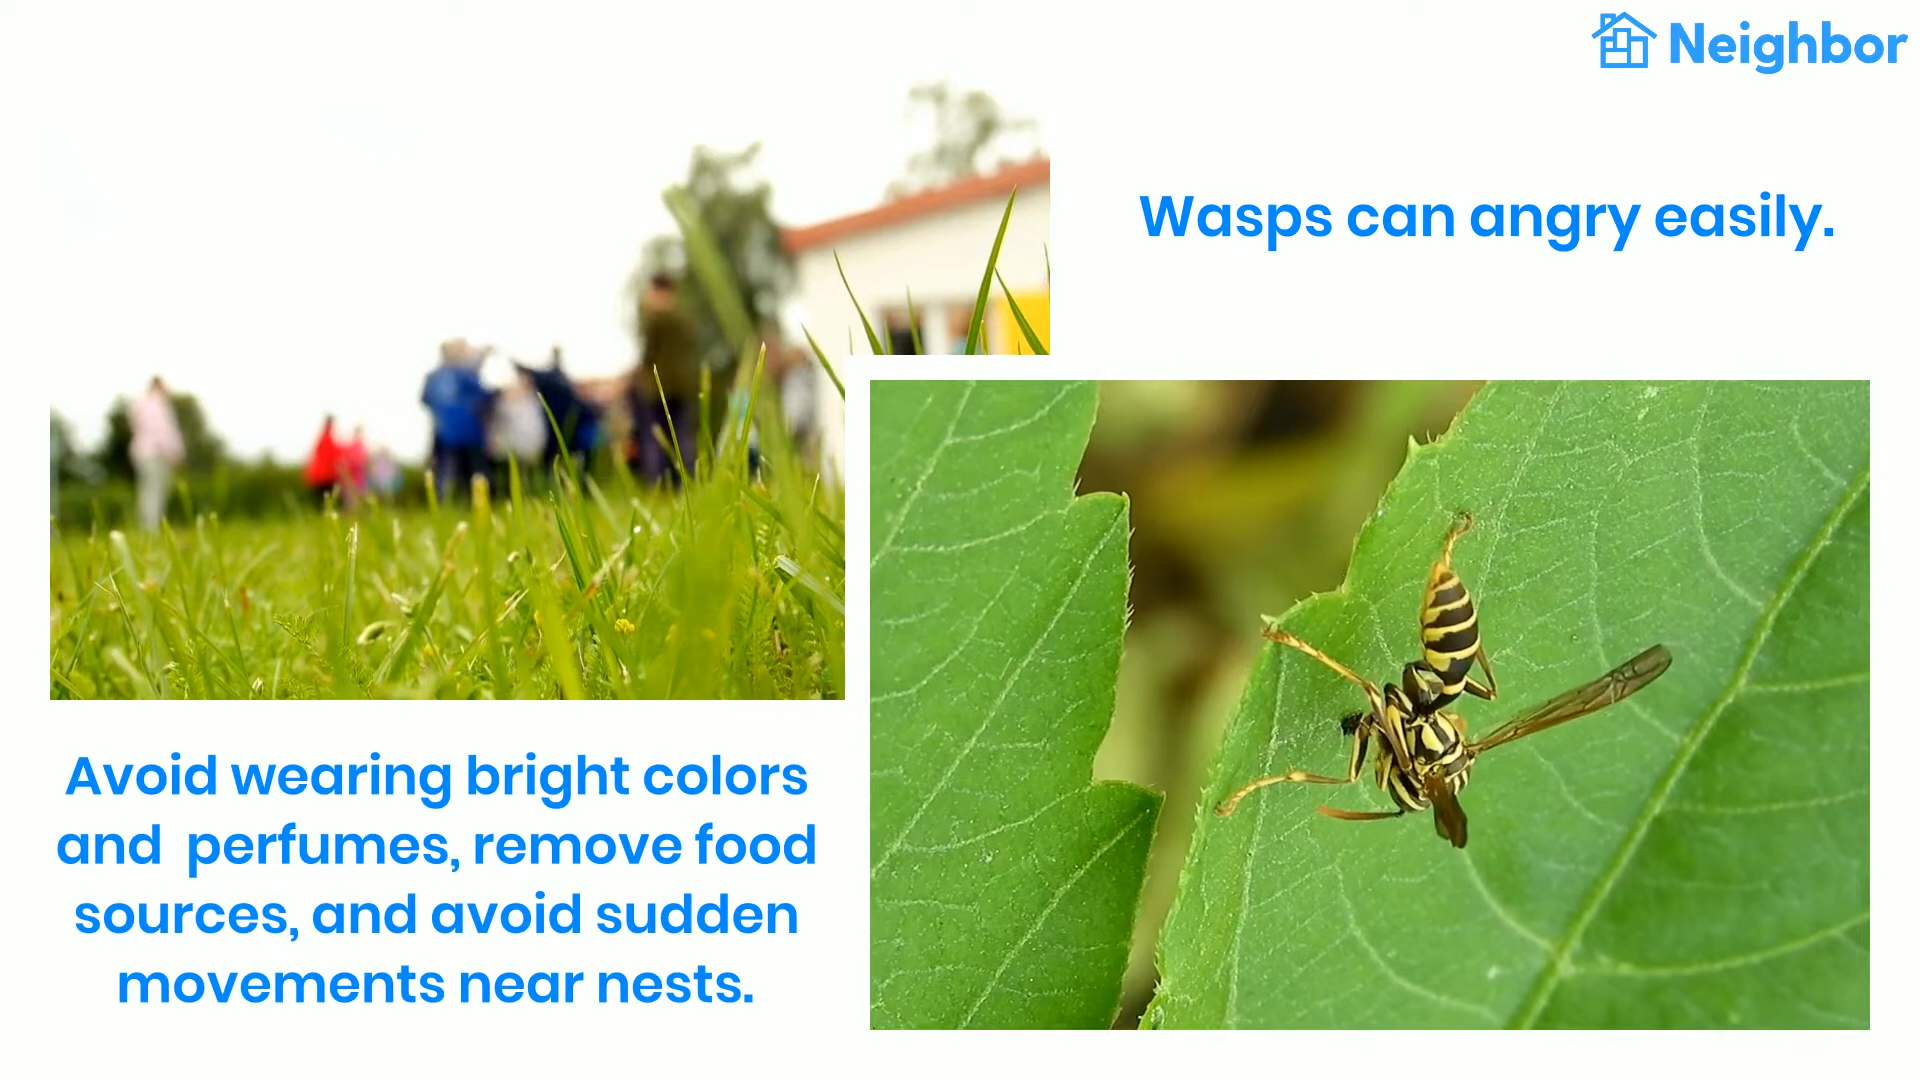 Neighbor
Wasps can angry easily.
Avoid wearing bright colors
and  perfumes, remove food
sources, and avoid sudden
movements near nests.